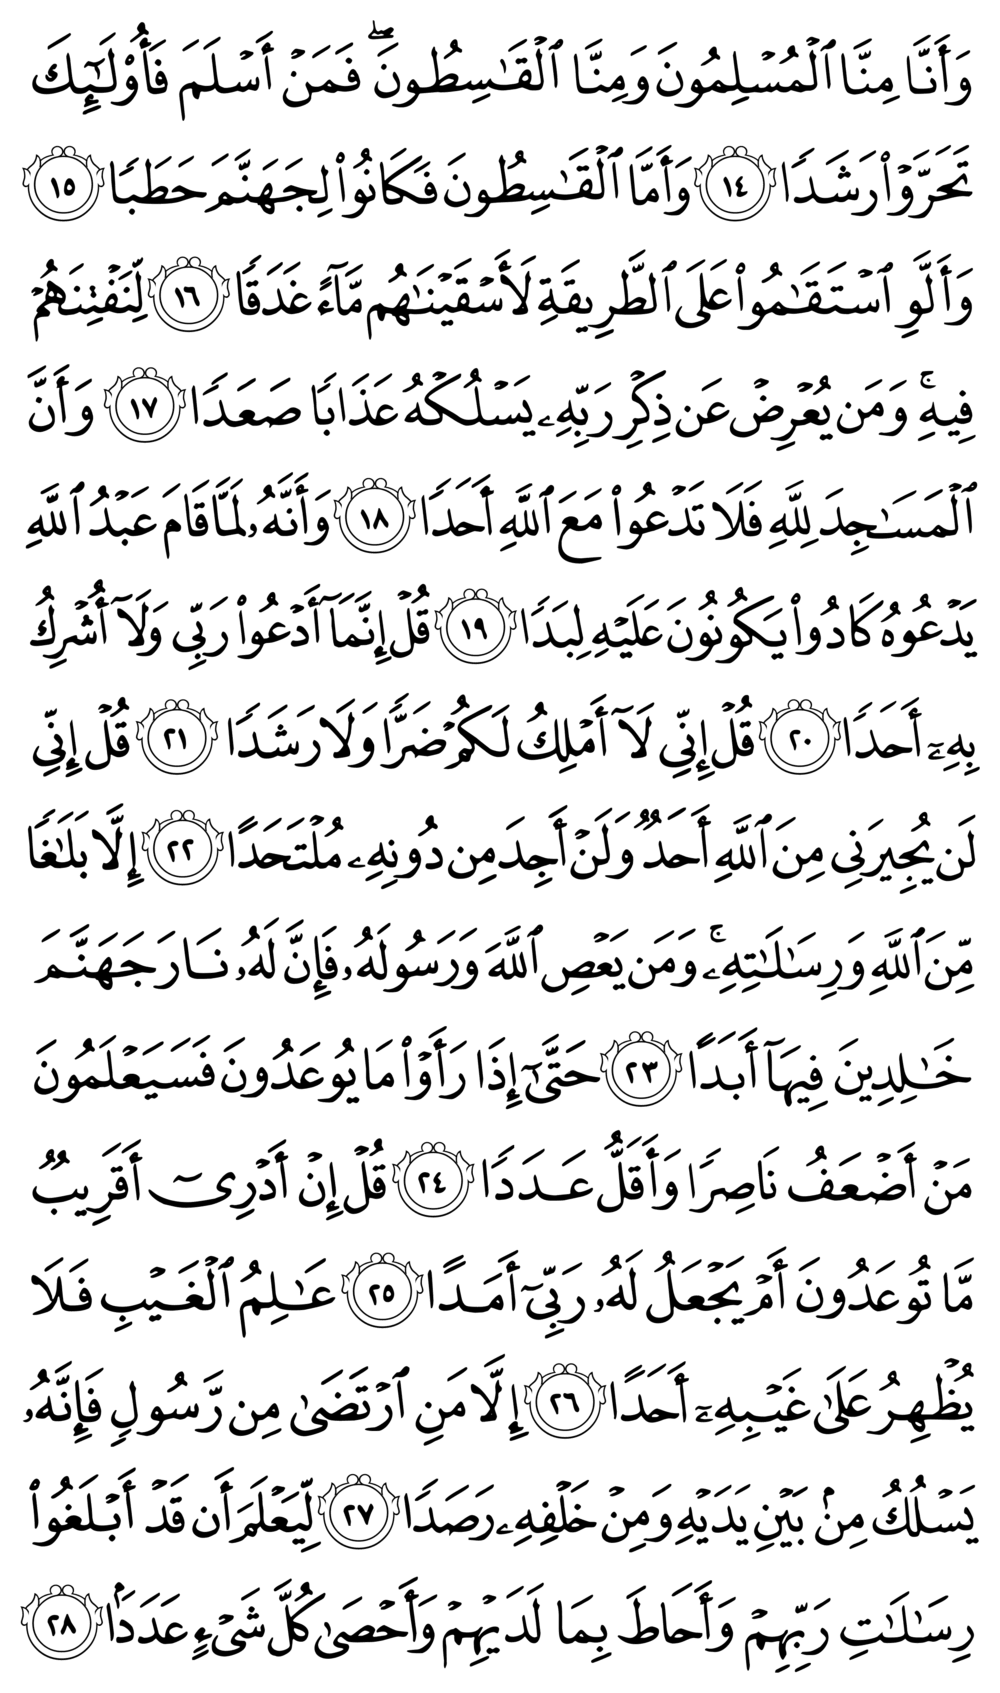 وَأَنَّا مِنَّا ٱلْمُسْلِمُونَ وَمِنَّا ٱلْقَٰسِطُونَۖ فَمَنْ أَسْلَمَ فَأُو۟لَٰٓئِكَ
تَحَرَّوْا۟ رَشَدًا ١٤ وَأَمَّا ٱلْقَٰسِطُونَ فَكَانُوا۟ لِجَهَنَّمَ حَطَبًا ١٥
وَأَلَّوِ ٱسْتَقَٰمُوا۟ عَلَى ٱلطَّرِيقَةِ لَأَسْقَيْنَٰهُم مَّآءً غَدَقًا ١٦ لِّنَفْتِنَهُمْ
فِيهِۚ وَمَن يُعْرِضْ عَن ذِكْرِ رَبِّهِۦ يَسْلُكْهُ عَذَابًا صَعَدًا ١٧ وَأَنَّ
ٱلْمَسَٰجِدَ لِلَّهِ فَلَا تَدْعُوا۟ مَعَ ٱللَّهِ أَحَدًا ١٨ وَأَنَّهُۥ لَمَّا قَامَ عَبْدُ ٱللَّهِ
يَدْعُوهُ كَادُوا۟ يَكُونُونَ عَلَيْهِ لِبَدًا ١٩ قُلْ إِنَّمَآ أَدْعُوا۟ رَبِّى وَلَآ أُشْرِكُ
بِهِۦٓ أَحَدًا ٢٠ قُلْ إِنِّى لَآ أَمْلِكُ لَكُمْ ضَرًّا وَلَا رَشَدًا ٢١ قُلْ إِنِّى
لَن يُجِيرَنِى مِنَ ٱللَّهِ أَحَدٌ وَلَنْ أَجِدَ مِن دُونِهِۦ مُلْتَحَدًا ٢٢ إِلَّا بَلَٰغًا
مِّنَ ٱللَّهِ وَرِسَٰلَٰتِهِۦۚ وَمَن يَعْصِ ٱللَّهَ وَرَسُولَهُۥ فَإِنَّ لَهُۥ نَارَ جَهَنَّمَ
خَٰلِدِينَ فِيهَآ أَبَدًا ٢٣ حَتَّىٰٓ إِذَا رَأَوْا۟ مَا يُوعَدُونَ فَسَيَعْلَمُونَ
مَنْ أَضْعَفُ نَاصِرًا وَأَقَلُّ عَدَدًا ٢٤ قُلْ إِنْ أَدْرِىٓ أَقَرِيبٌ
مَّا تُوعَدُونَ أَمْ يَجْعَلُ لَهُۥ رَبِّىٓ أَمَدًا ٢٥ عَٰلِمُ ٱلْغَيْبِ فَلَا
يُظْهِرُ عَلَىٰ غَيْبِهِۦٓ أَحَدًا ٢٦ إِلَّا مَنِ ٱرْتَضَىٰ مِن رَّسُولٍ فَإِنَّهُۥ
يَسْلُكُ مِنۢ بَيْنِ يَدَيْهِ وَمِنْ خَلْفِهِۦ رَصَدًا ٢٧ لِّيَعْلَمَ أَن قَدْ أَبْلَغُوا۟
رِسَٰلَٰتِ رَبِّهِمْ وَأَحَاطَ بِمَا لَدَيْهِمْ وَأَحْصَىٰ كُلَّ شَىْءٍ عَدَدَۢا ٢٨